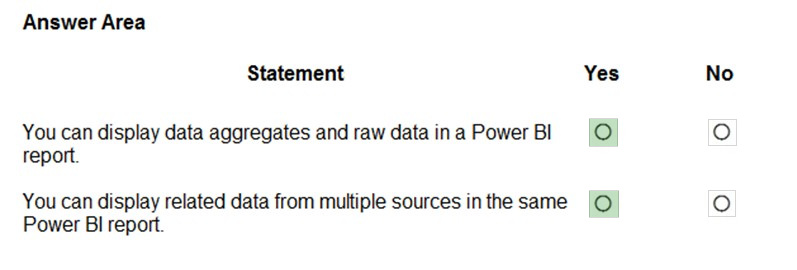 Answer Area
Statement Yes No
You can display data aggregates and raw data in a Power BI
report.
You can display related data from multiple sources in the same
Power BI report.